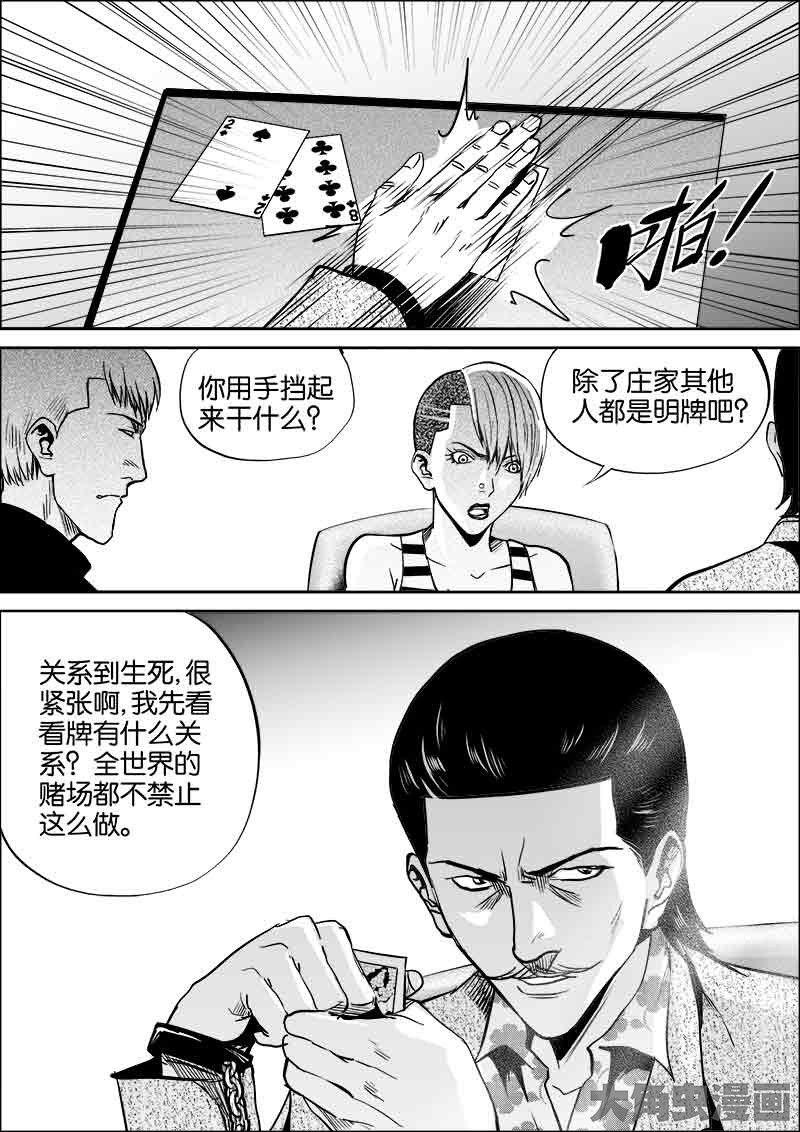 2
2
8
啪!
你用手挡起
来干什么?
除了庄家其他
人都是明牌吧?
关系到生死,很
紧张啊,我先看
看牌有什么关
系?全世界的
赌场都不禁止
这么做。
大角虫漫画